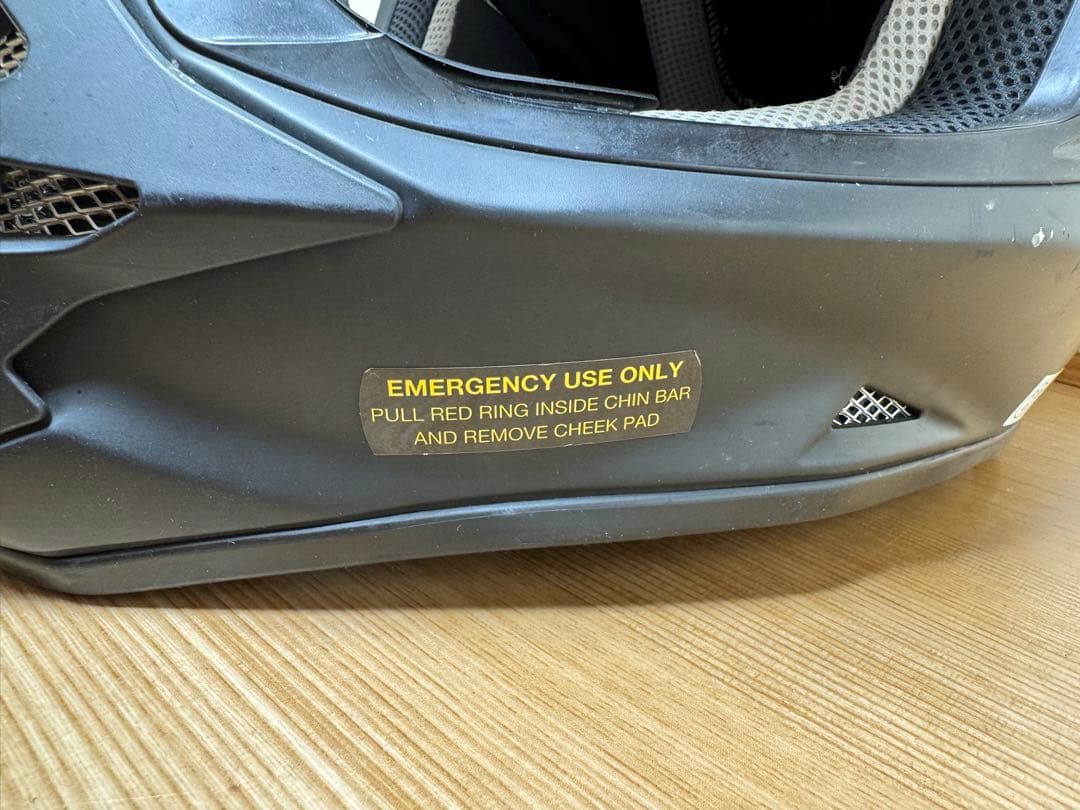 EMERGENCY USE ONLY
PULL RED RING INSIDE CHIN BAR
AND REMOVE CHEEK PAD